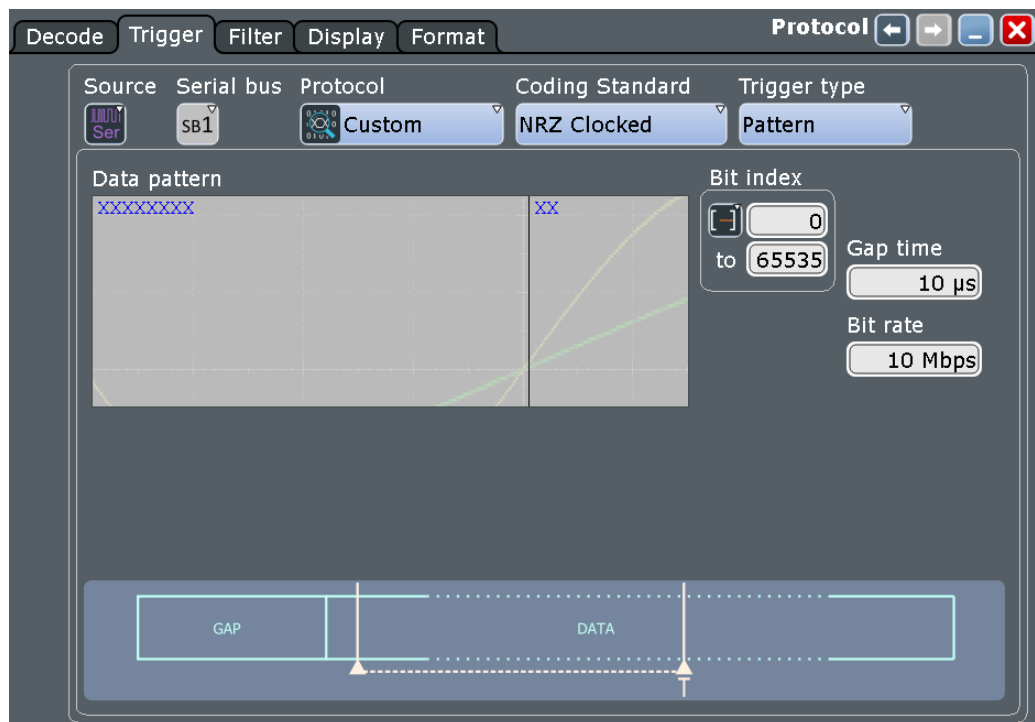 Decode Trigger Filter Display Format Protocol
Source Serial bus Protocol Coding Standard Trigger type
Ser SB1 Custom NRZ Clocked Pattern
Data pattern Bit index
XXXXXXXX XX
0
to 65535
Gap time
10 µs
Bit rate
10 Mbps
GAP DATA
T